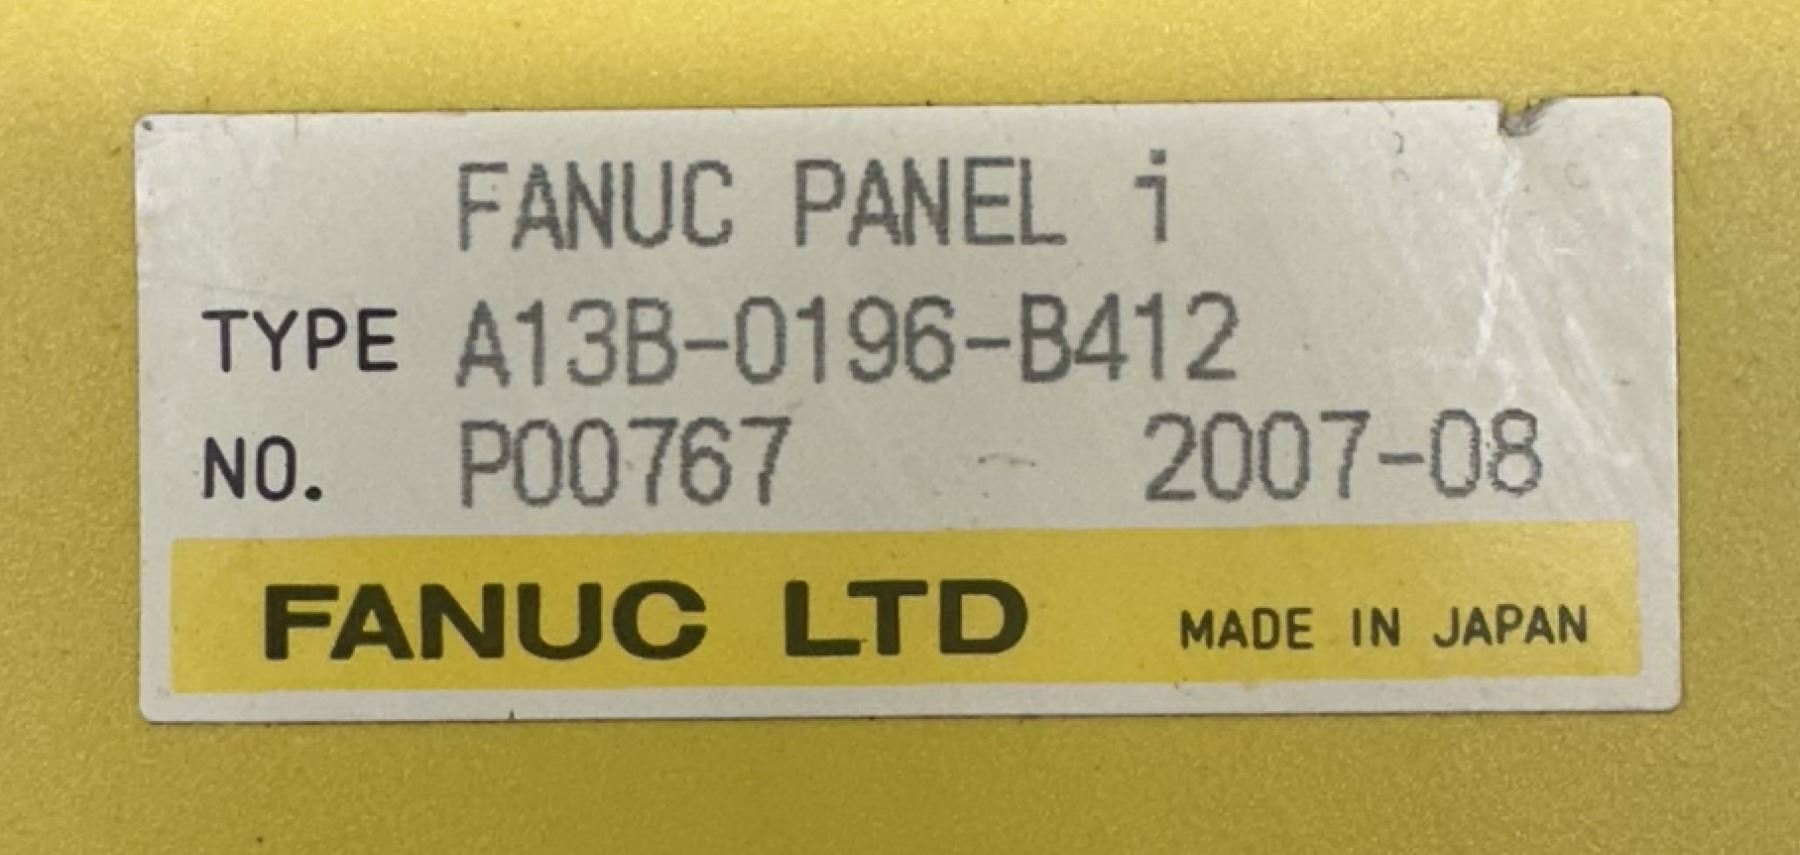 FANUC PANEL i
TYPE A13B-0196-B412
NO. P00767 2007-08
FANUC LTD MADE IN JAPAN